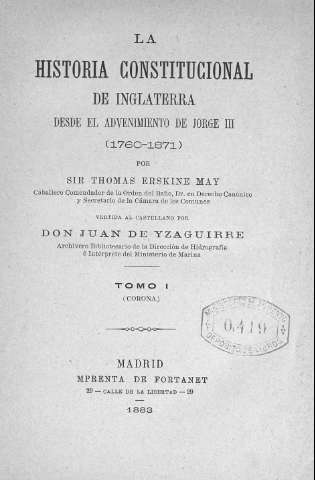 LA
HISTORIA CONSTITUCIONAL
DE INGLATERRA
DESDE EL ADVENIMIENTO DE JORGE III
(1760-1871)
POR
SIR THOMAS ERSKINE MAY
Caballero Comendador de la Orden del Baño, Dr. en Derecho Canónico
y Secretario de la Cámara de los Comunes
VERTIDA AL CASTELLANO POR
DON JUAN DE YZAGUIRRE
Archivero Bibliotecario de la Dirección de Hidrografía
é Intérprete del Ministerio de Marina
TOMO I
(CORONA)
0419
MADRID
MPRENTA DE FORTANET
29 — CALLE DE LA LIBERTAD — 29
1883